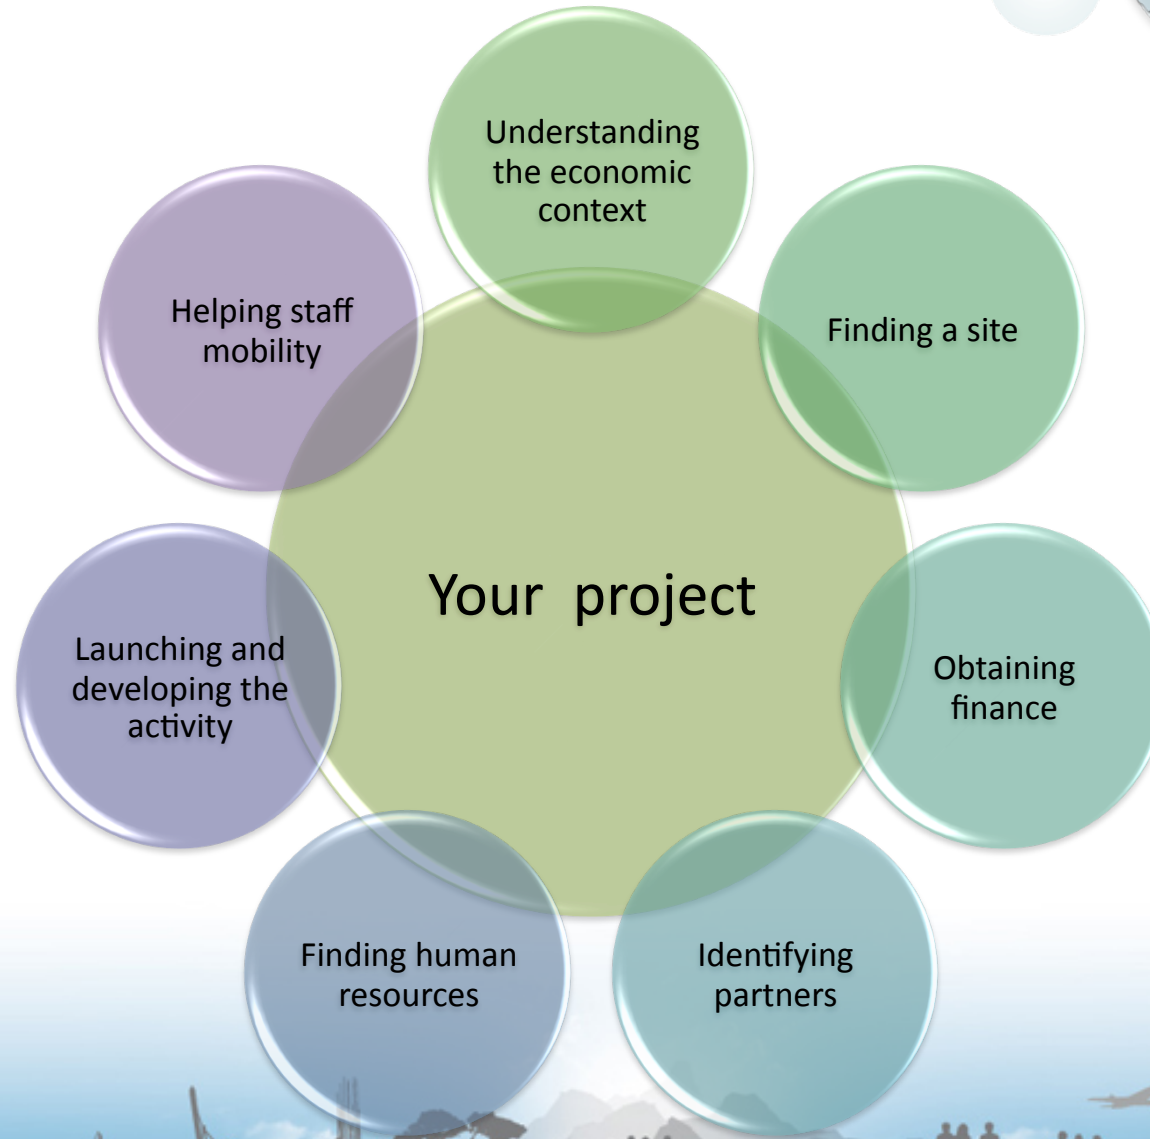 Understanding
the economic
context
Finding a site
Obtaining
finance
Identifying
partners
Finding human
resources
Launching and
developing the
activity
Helping staff
mobility
Your project